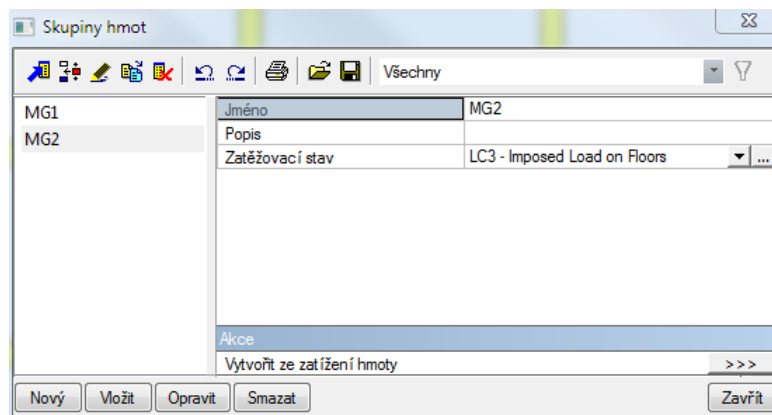 Skupiny hmot
Všechny
MG1
MG2
Jméno MG2
Popis
Zatěžovací stav LC3 - Imposed Load on Floors ...
Akce
Vytvořit ze zatížení hmoty >>>
Nový Vložit Opravit Smazat Zavřít